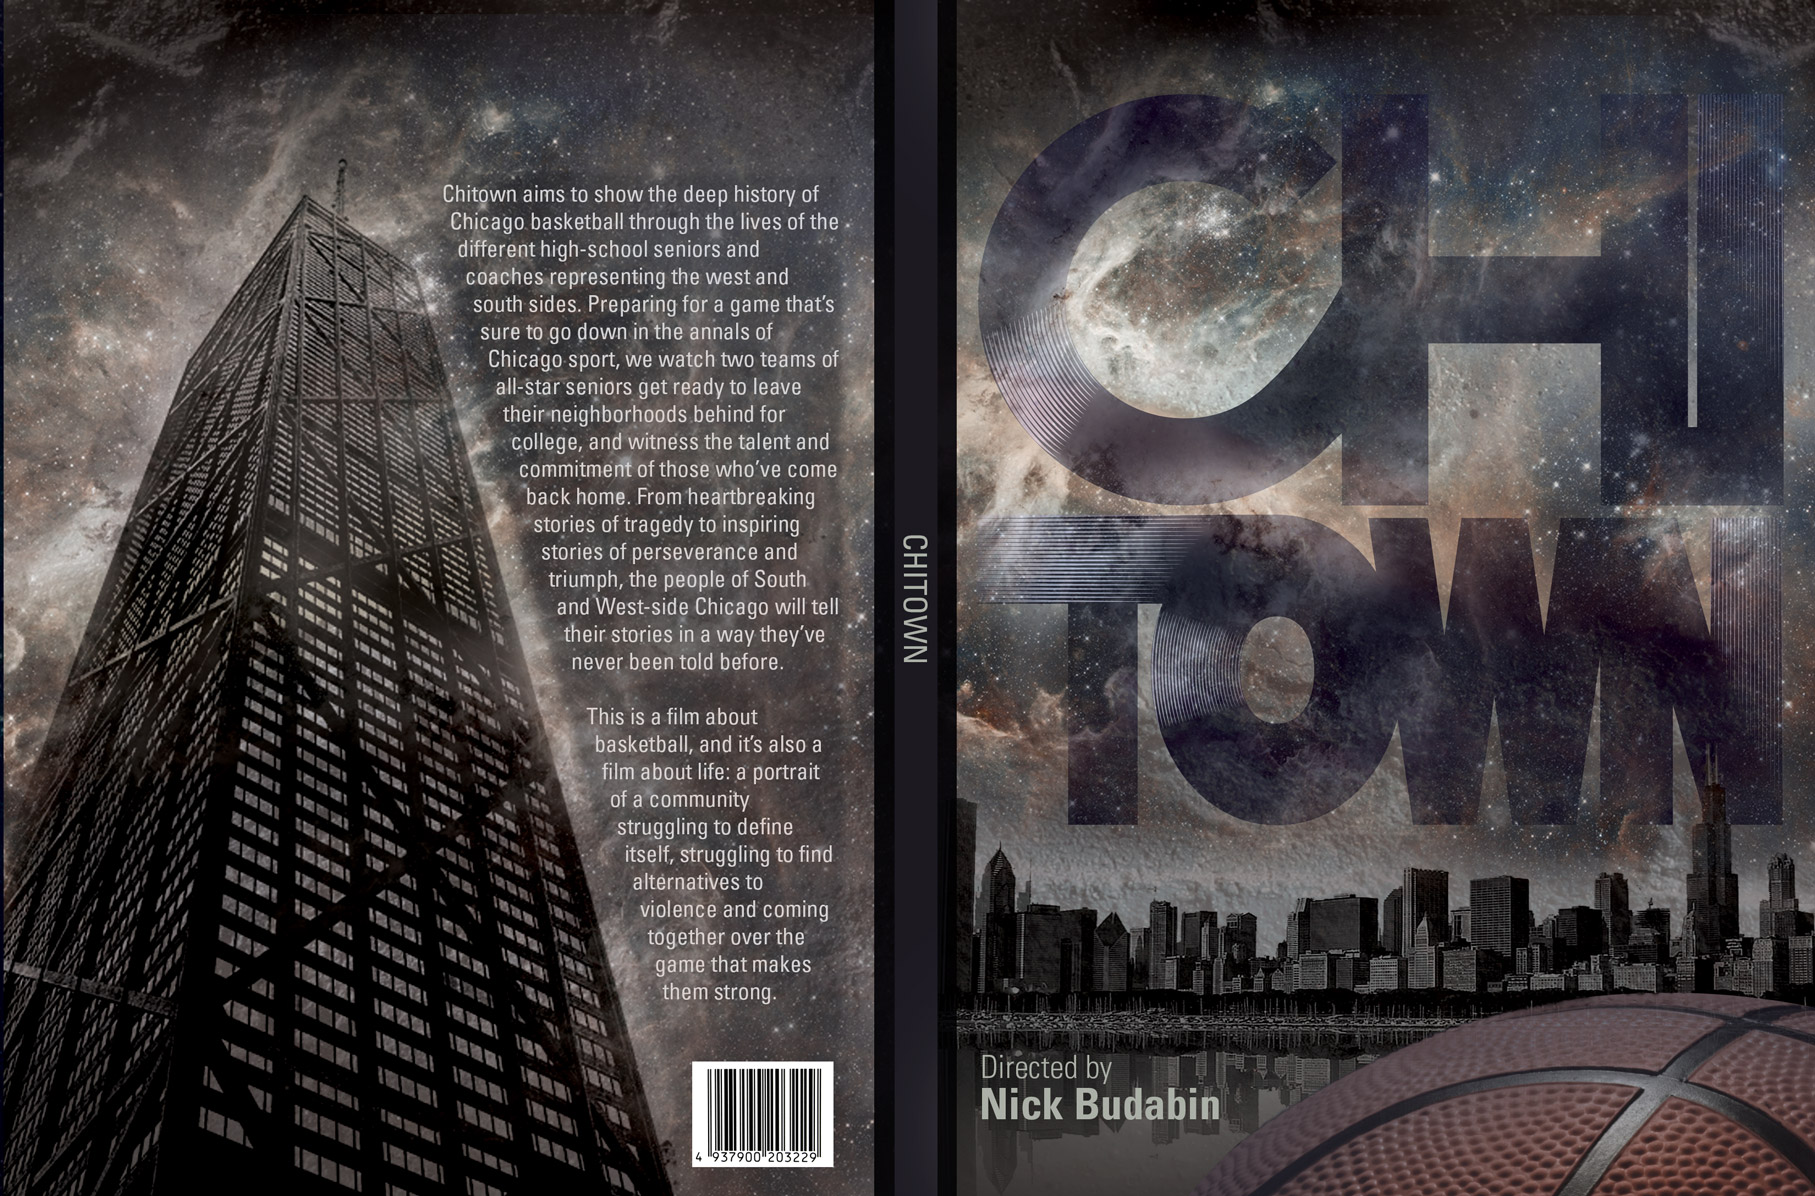 Chitown aims to show the deep history of
Chicago basketball through the lives of the
different high-school seniors and
coaches representing the west and
south sides. Preparing for a game that's
sure to go down in the annals of
Chicago sport, we watch two teams of
all-star seniors get ready to leave
their neighborhoods behind for
college, and witness the talent and
commitment of those who've come
back home. From heartbreaking
stories of tragedy to inspiring
stories of perseverance and
triumph, the people of South
and West-side Chicago will tell
their stories in a way they've
never been told before.
This is a film about
basketball, and it's also a
film about life: a portrait
of a community
struggling to define
itself, struggling to find
alternatives to
violence and coming
together over the
game that makes
them strong.
4 937900 203229
CHITOWN
CHI
TOWN
Directed by
Nick Budabin